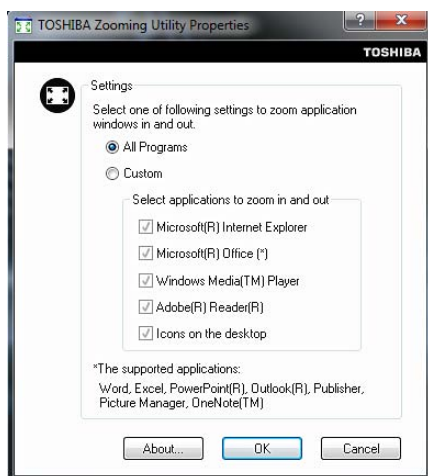 TOSHIBA Zooming Utility Properties
TOSHIBA
Settings
Select one of following settings to zoom application
windows in and out.
All Programs
Custom
Select applications to zoom in and out
Microsoft(R) Internet Explorer
Microsoft(R) Office (*)
Windows Media(TM) Player
Adobe(R) Reader(R)
Icons on the desktop
*The supported applications:
Word, Excel, PowerPoint(R), Outlook(R), Publisher,
Picture Manager, OneNote(TM)
About... OK Cancel